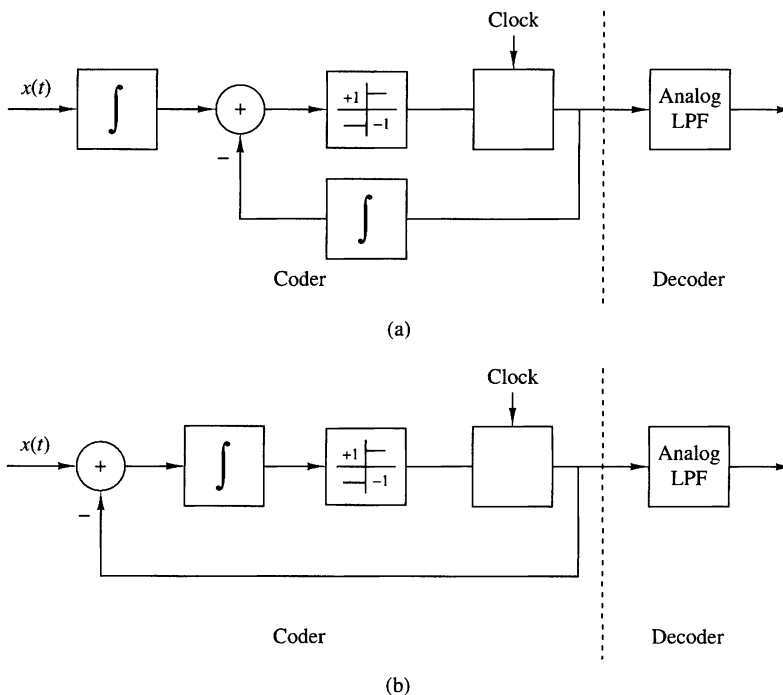 Clock
x(t)
∫
+
+1
−1
Analog
LPF
−
∫
Coder
Decoder
(a)
Clock
x(t)
+
∫
+1
−1
Analog
LPF
−
Coder
Decoder
(b)